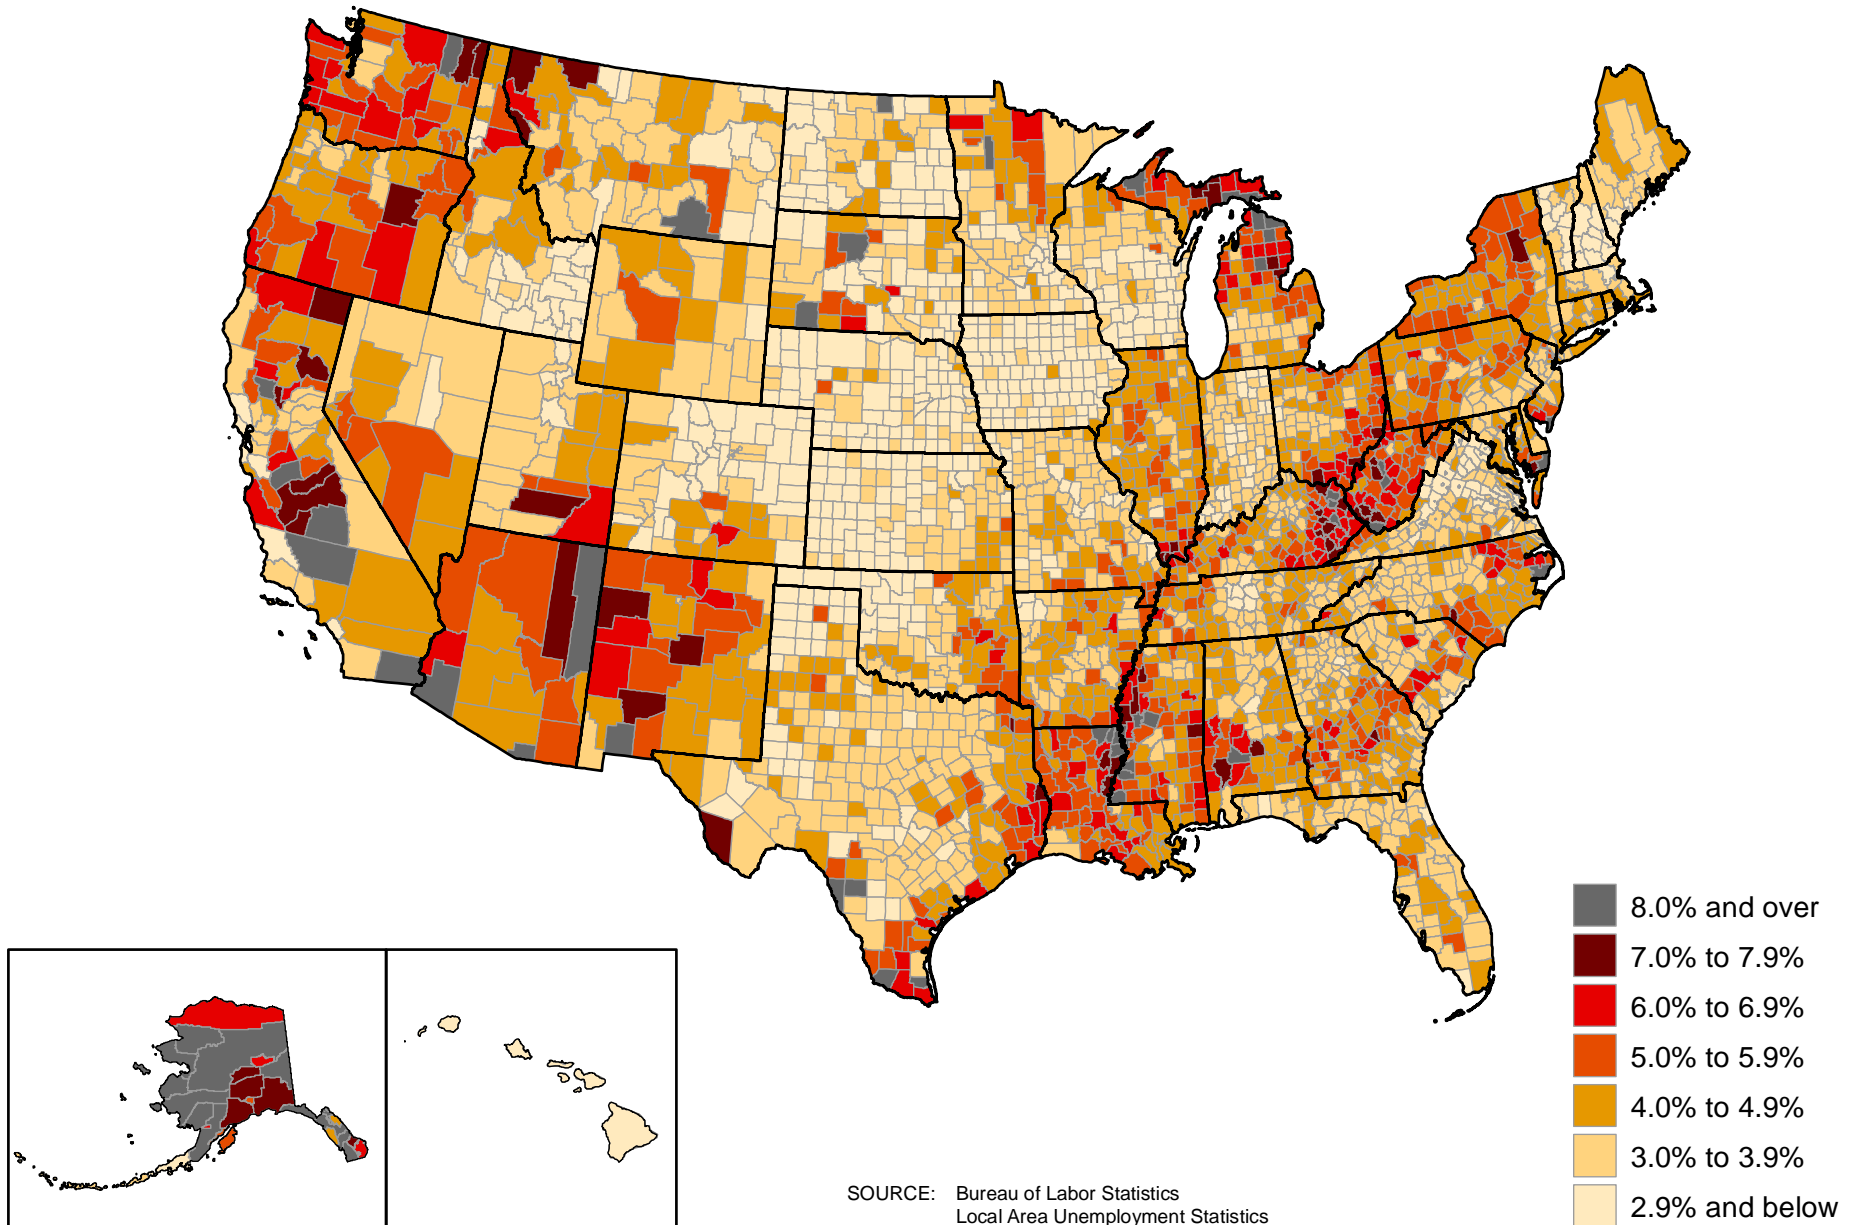 8.0% and over
7.0% to 7.9%
6.0% to 6.9%
5.0% to 5.9%
4.0% to 4.9%
3.0% to 3.9%
2.9% and below
SOURCE: Bureau of Labor Statistics
Local Area Unemployment Statistics